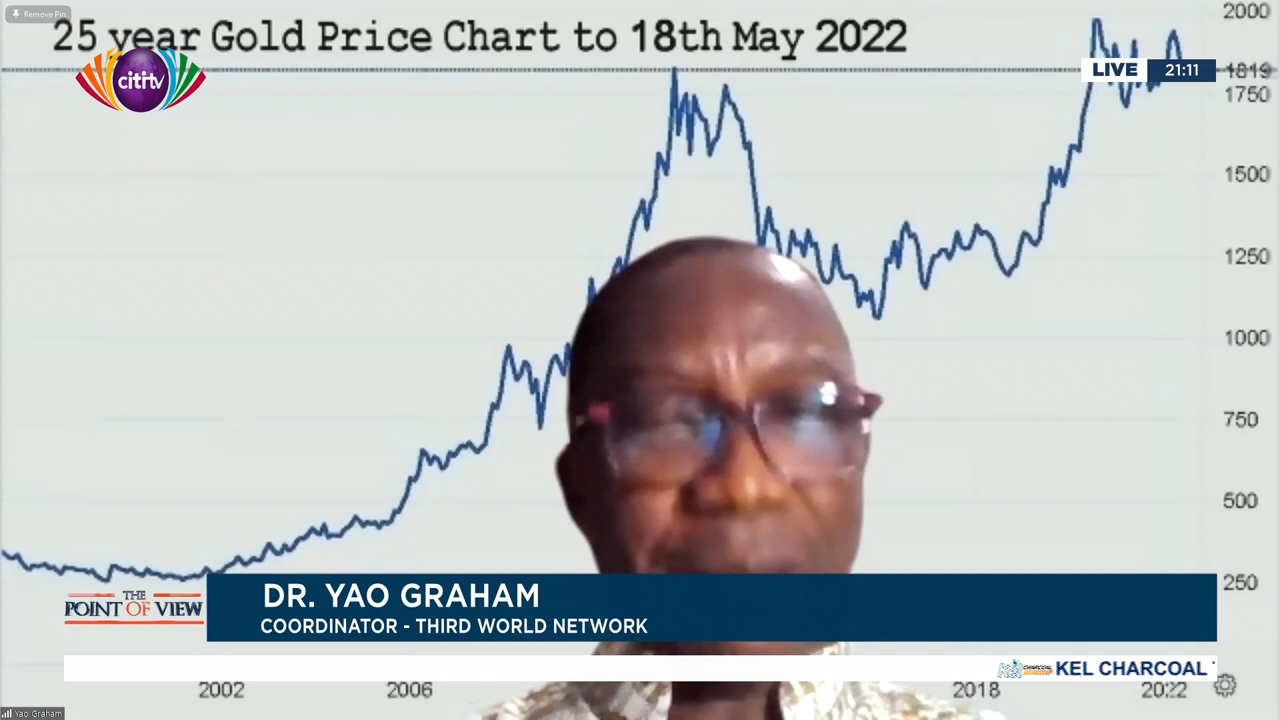 Remove Pin
25 year Gold Price Chart to 18th May 2022
cititv
LIVE 21:11
2000
1819
1750
1500
1250
1000
750
500
250
THE
POINT OF VIEW
DR. YAO GRAHAM
COORDINATOR - THIRD WORLD NETWORK
KEL CHARCOAL
2002 2006 2018 2022
Yao Graham